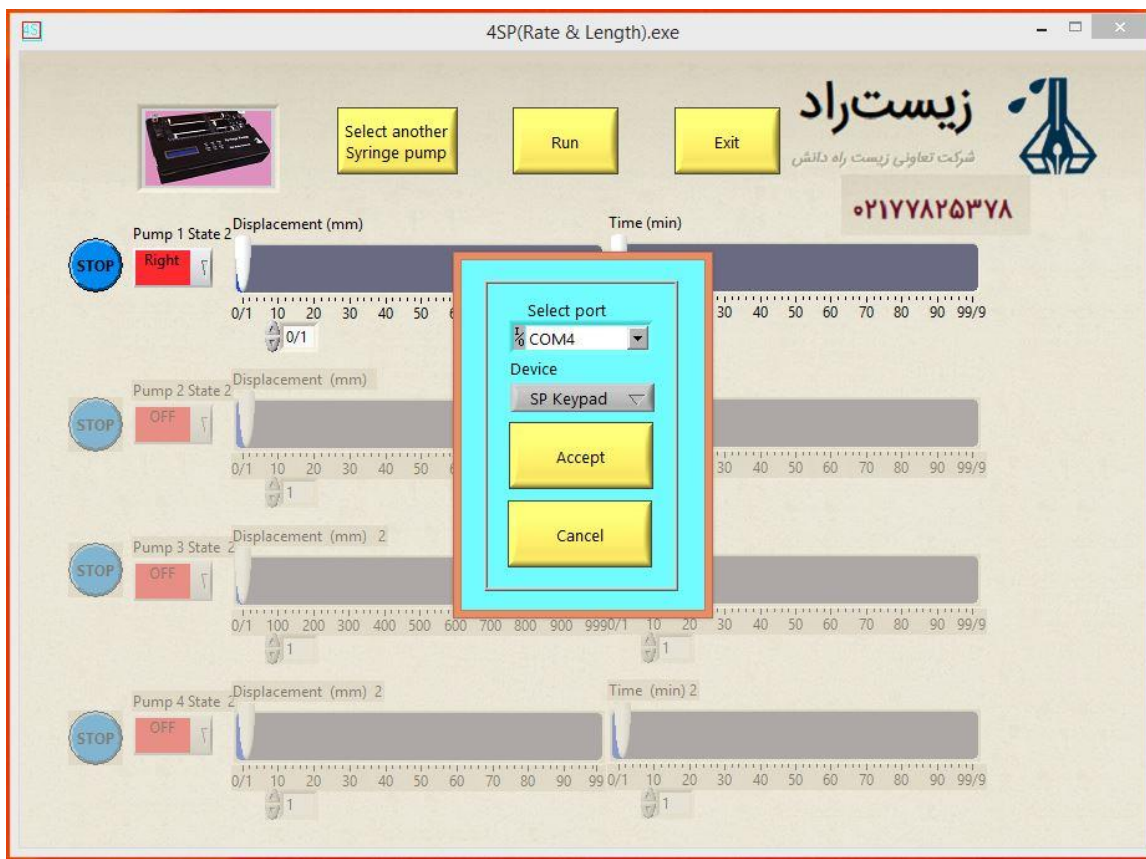 4SP(Rate & Length).exe
Select another
Syringe pump
Run
Exit
زیست‌راد
شرکت تعاونی زیست راه دانش
۰۲۱۷۷۸۲۵۳۷۸
Pump 1 State 2
Displacement (mm)
Time (min)
STOP
Right
0/1 10 20 30 40 50
30 40 50 60 70 80 90 99/9
0/1
Select port
COM4
Device
SP Keypad
Accept
Cancel
Pump 2 State 2
Displacement (mm)
STOP
OFF
0/1 10 20 30 40 50
30 40 50 60 70 80 90 99/9
1
Pump 3 State 2
Displacement (mm) 2
STOP
OFF
0/1 100 200 300 400 500 600 700 800 900 999
0/1 10 20 30 40 50 60 70 80 90 99/9
1
1
Pump 4 State 2
Displacement (mm) 2
Time (min) 2
STOP
OFF
0/1 10 20 30 40 50 60 70 80 90 99
0/1 10 20 30 40 50 60 70 80 90 99/9
1
1